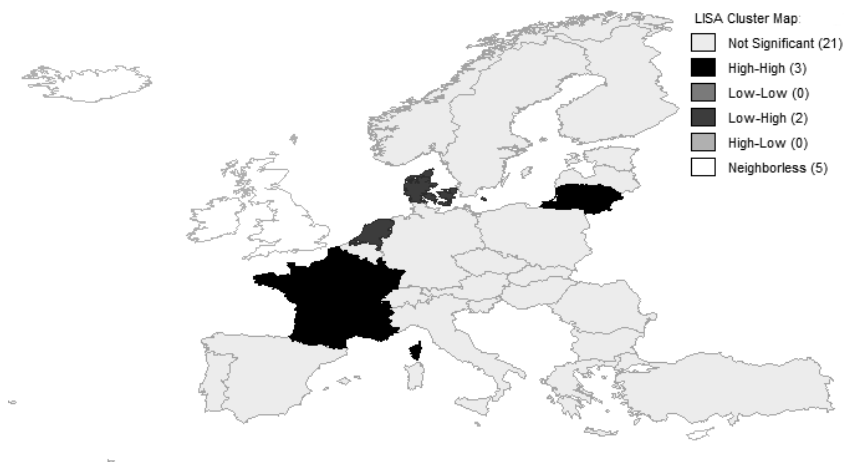 LISA Cluster Map:
Not Significant (21)
High-High (3)
Low-Low (0)
Low-High (2)
High-Low (0)
Neighborless (5)